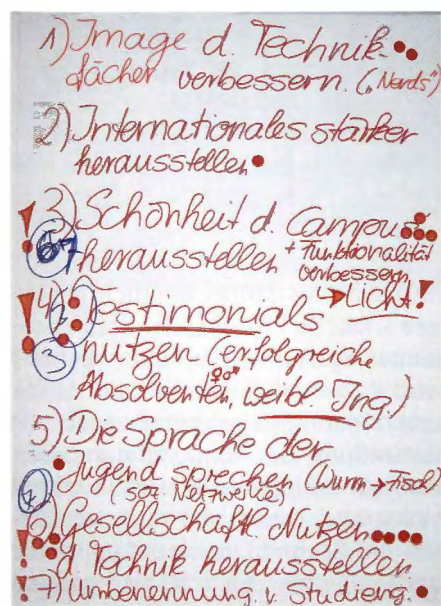 1) Image d. Technik-
fächer verbessern. („Nerds")
2) Internationales stärker
herausstellen
! 3) Schönheit d. Campus
herausstellen + Funktionalität
verbessern
↳ Licht!
! 4) Testimonials
3 nutzen (erfolgreiche
♀♂
Absolventen, weibl. Ing.)
5) Die Sprache der
Jugend sprechen (Wurm → Fisch)
(soz. Netzwerke)
! 6) Gesellschaftl. Nutzen
d. Technik herausstellen
! 7) Umbenennung v. Studieng.